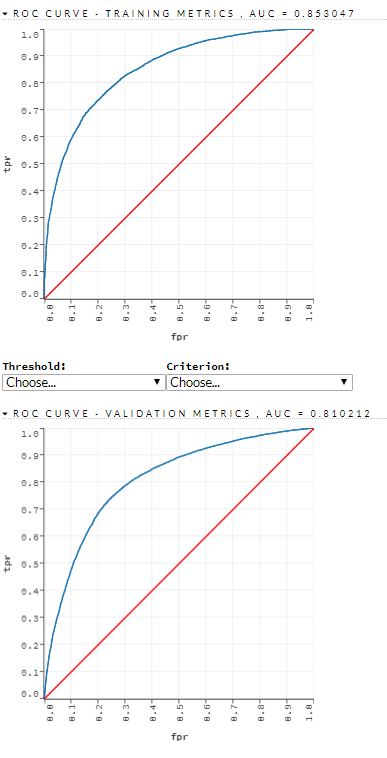 ▾ ROC CURVE - TRAINING METRICS , AUC = 0.853047
1.0
0.9
0.8
0.7
0.6
0.5
0.4
0.3
0.2
0.1
0.0
tpr
0.0 0.1 0.2 0.3 0.4 0.5 0.6 0.7 0.8 0.9 1.0
fpr
Threshold: Criterion:
Choose... ▼ Choose... ▼
▾ ROC CURVE - VALIDATION METRICS , AUC = 0.810212
1.0
0.9
0.8
0.7
0.6
0.5
0.4
0.3
0.2
0.1
0.0
tpr
0.0 0.1 0.2 0.3 0.4 0.5 0.6 0.7 0.8 0.9 1.0
fpr